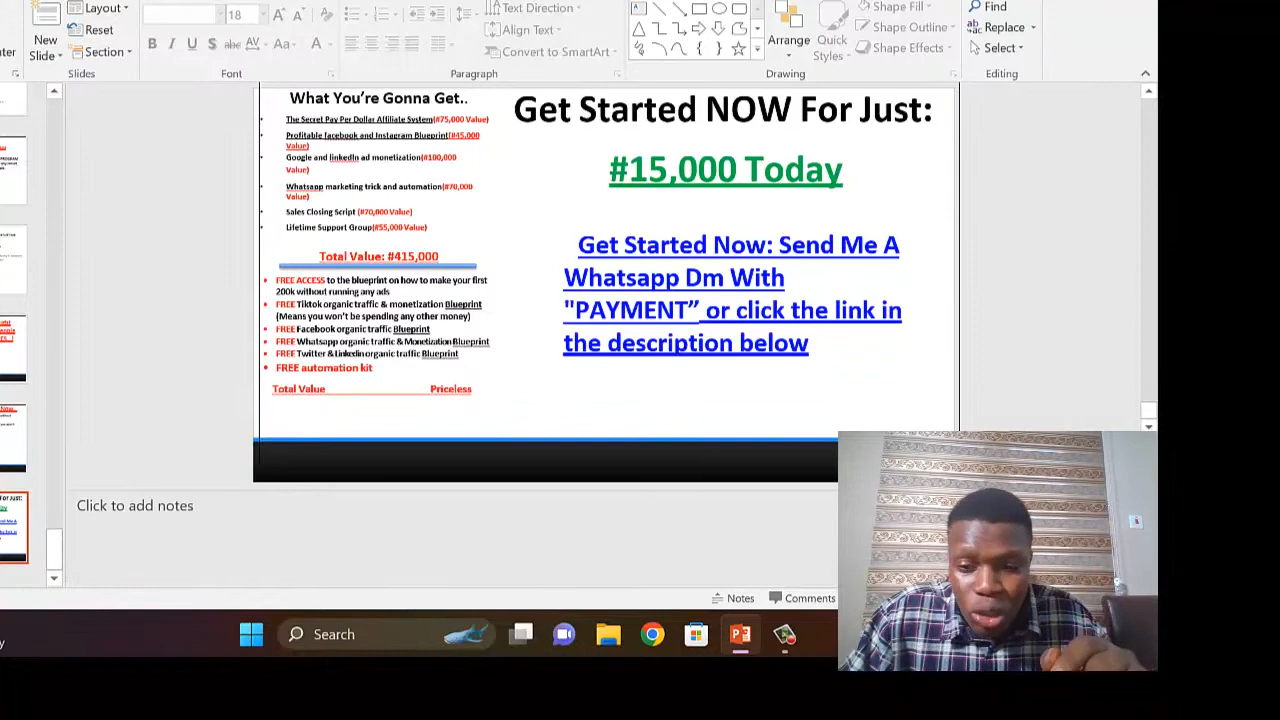 Layout
Reset
Section
New
Slide
Slides
18
B I U S abc AV Aa A
Font
Text Direction
Align Text
Convert to SmartArt
Paragraph
Arrange
Quick
Styles
Shape Fill
Shape Outline
Shape Effects
Drawing
Find
Replace
Select
Editing
What You’re Gonna Get..
The Secret Pay Per Dollar Affiliate System(#75,000 Value)
Profitable facebook and Instagram Blueprint(#45,000
Value)
Google and linkedIn ad monetization(#100,000
Value)
Whatsapp marketing trick and automation(#70,000
Value)
Sales Closing Script (#70,000 Value)
Lifetime Support Group(#55,000 Value)
Total Value: #415,000
FREE ACCESS to the blueprint on how to make your first
200k without running any ads
FREE Tiktok organic traffic & monetization Blueprint
(Means you won’t be spending any other money)
FREE Facebook organic traffic Blueprint
FREE Whatsapp organic traffic & Monetization Blueprint
FREE Twitter & Linkedin organic traffic Blueprint
FREE automation kit
Total Value Priceless
Get Started NOW For Just:
#15,000 Today
Get Started Now: Send Me A
Whatsapp Dm With
"PAYMENT” or click the link in
the description below
Click to add notes
Notes
Comments
Search